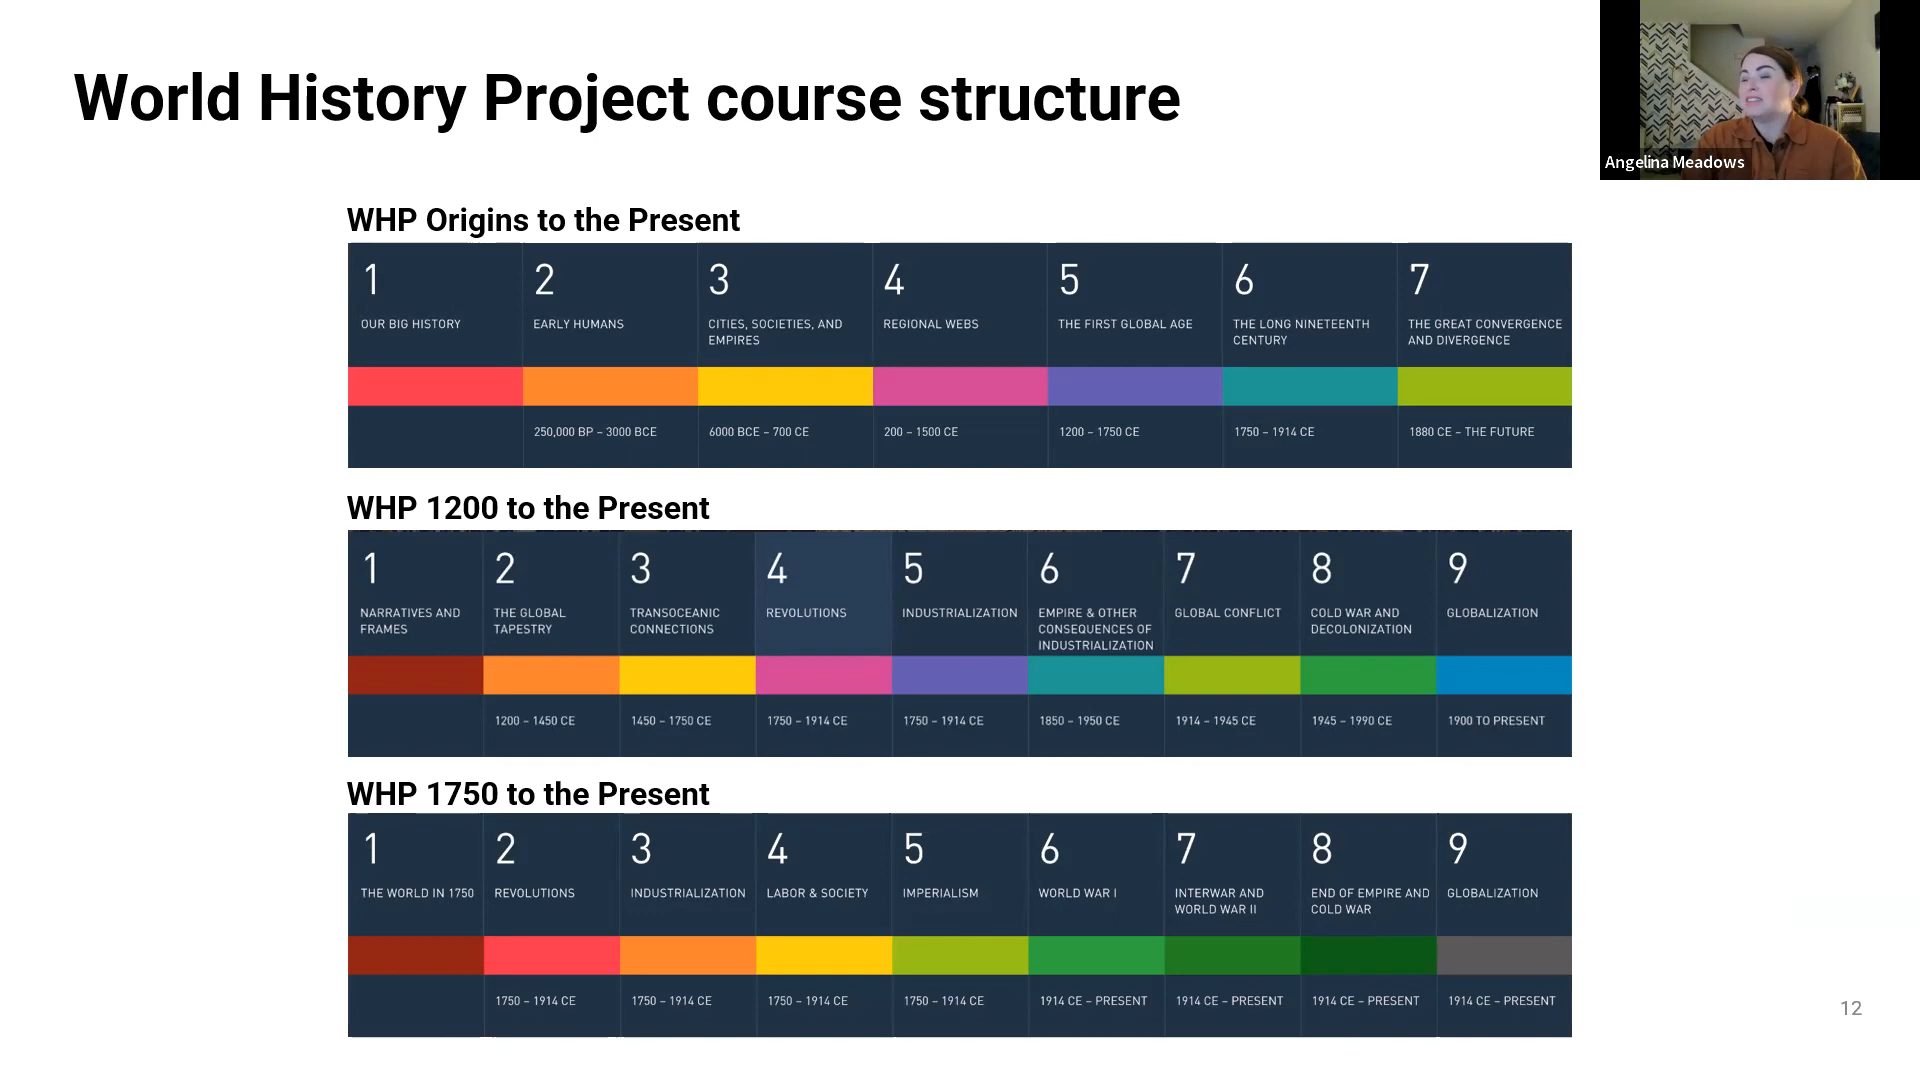 World History Project course structure
Angelina Meadows
WHP Origins to the Present
1
OUR BIG HISTORY
2
EARLY HUMANS
250,000 BP – 3000 BCE
3
CITIES, SOCIETIES, AND
EMPIRES
6000 BCE – 700 CE
4
REGIONAL WEBS
200 – 1500 CE
5
THE FIRST GLOBAL AGE
1200 – 1750 CE
6
THE LONG NINETEENTH
CENTURY
1750 – 1914 CE
7
THE GREAT CONVERGENCE
AND DIVERGENCE
1880 CE – THE FUTURE
WHP 1200 to the Present
1
NARRATIVES AND
FRAMES
2
THE GLOBAL
TAPESTRY
1200 – 1450 CE
3
TRANSOCEANIC
CONNECTIONS
1450 – 1750 CE
4
REVOLUTIONS
1750 – 1914 CE
5
INDUSTRIALIZATION
1750 – 1914 CE
6
EMPIRE & OTHER
CONSEQUENCES OF
INDUSTRIALIZATION
1850 – 1950 CE
7
GLOBAL CONFLICT
1914 – 1945 CE
8
COLD WAR AND
DECOLONIZATION
1945 – 1990 CE
9
GLOBALIZATION
1900 TO PRESENT
WHP 1750 to the Present
1
THE WORLD IN 1750
2
REVOLUTIONS
1750 – 1914 CE
3
INDUSTRIALIZATION
1750 – 1914 CE
4
LABOR & SOCIETY
1750 – 1914 CE
5
IMPERIALISM
1750 – 1914 CE
6
WORLD WAR I
1914 CE – PRESENT
7
INTERWAR AND
WORLD WAR II
1914 CE – PRESENT
8
END OF EMPIRE AND
COLD WAR
1914 CE – PRESENT
9
GLOBALIZATION
1914 CE – PRESENT
12